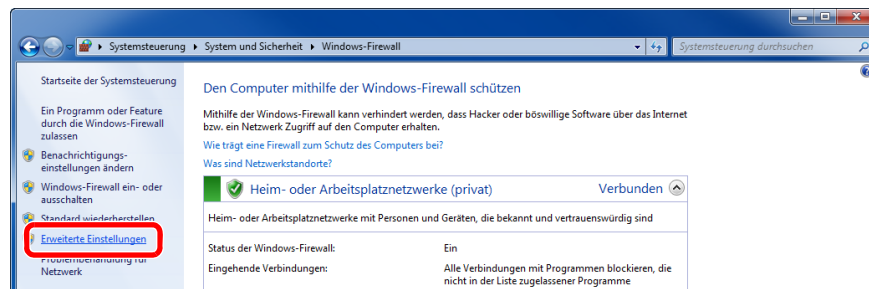 Systemsteuerung ▸ System und Sicherheit ▸ Windows-Firewall
Systemsteuerung durchsuchen
Startseite der Systemsteuerung
Ein Programm oder Feature
durch die Windows-Firewall
zulassen
Benachrichtigungs-
einstellungen ändern
Windows-Firewall ein- oder
ausschalten
Standard wiederherstellen
Erweiterte Einstellungen
Problembehandlung für
Netzwerk
Den Computer mithilfe der Windows-Firewall schützen
Mithilfe der Windows-Firewall kann verhindert werden, dass Hacker oder böswillige Software über das Internet
bzw. ein Netzwerk Zugriff auf den Computer erhalten.
Wie trägt eine Firewall zum Schutz des Computers bei?
Was sind Netzwerkstandorte?
Heim- oder Arbeitsplatznetzwerke (privat) Verbunden
Heim- oder Arbeitsplatznetzwerke mit Personen und Geräten, die bekannt und vertrauenswürdig sind
Status der Windows-Firewall: Ein
Eingehende Verbindungen: Alle Verbindungen mit Programmen blockieren, die
nicht in der Liste zugelassener Programme